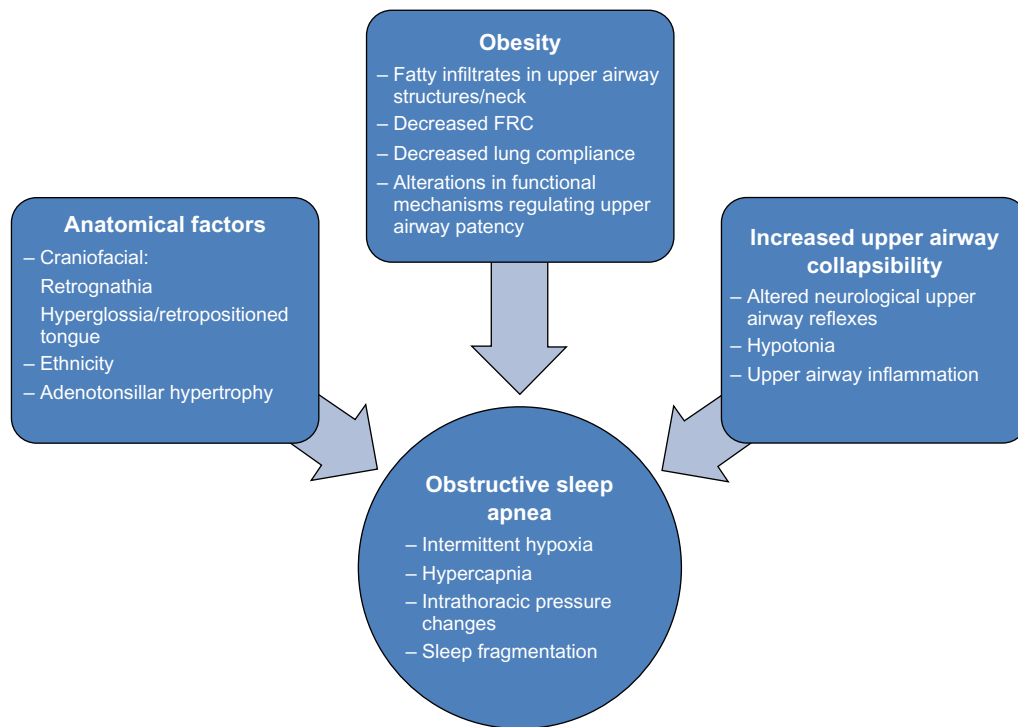 Obesity
– Fatty infiltrates in upper airway
structures/neck
– Decreased FRC
– Decreased lung compliance
– Alterations in functional
mechanisms regulating upper
airway patency
Anatomical factors
– Craniofacial:
Retrognathia
Hyperglossia/retropositioned
tongue
– Ethnicity
– Adenotonsillar hypertrophy
Increased upper airway
collapsibility
– Altered neurological upper
airway reflexes
– Hypotonia
– Upper airway inflammation
Obstructive sleep
apnea
– Intermittent hypoxia
– Hypercapnia
– Intrathoracic pressure
changes
– Sleep fragmentation